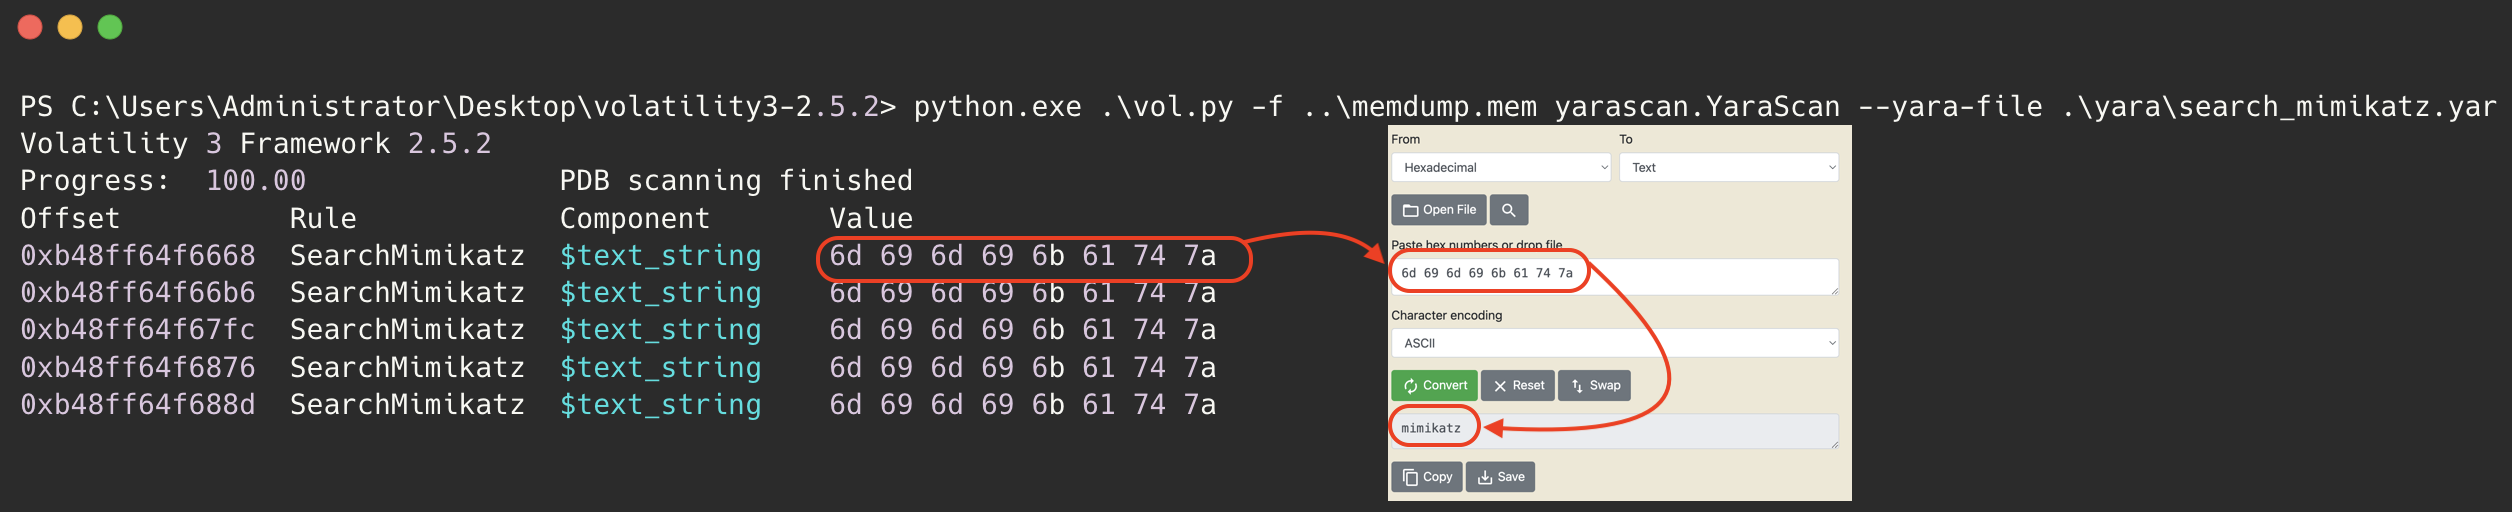 PS C:\Users\Administrator\Desktop\volatility3-2.5.2> python.exe .\vol.py -f ..\memdump.mem yarascan.YaraScan --yara-file .\yara\search_mimikatz.yar
Volatility 3 Framework 2.5.2
Progress: 100.00 PDB scanning finished
Offset Rule Component Value
0xb48ff64f6668 SearchMimikatz $text_string 6d 69 6d 69 6b 61 74 7a
0xb48ff64f66b6 SearchMimikatz $text_string 6d 69 6d 69 6b 61 74 7a
0xb48ff64f67fc SearchMimikatz $text_string 6d 69 6d 69 6b 61 74 7a
0xb48ff64f6876 SearchMimikatz $text_string 6d 69 6d 69 6b 61 74 7a
0xb48ff64f688d SearchMimikatz $text_string 6d 69 6d 69 6b 61 74 7a
From To
Hexadecimal Text
Open File
Paste hex numbers or drop file
6d 69 6d 69 6b 61 74 7a
Character encoding
ASCII
Convert Reset Swap
mimikatz
Copy Save